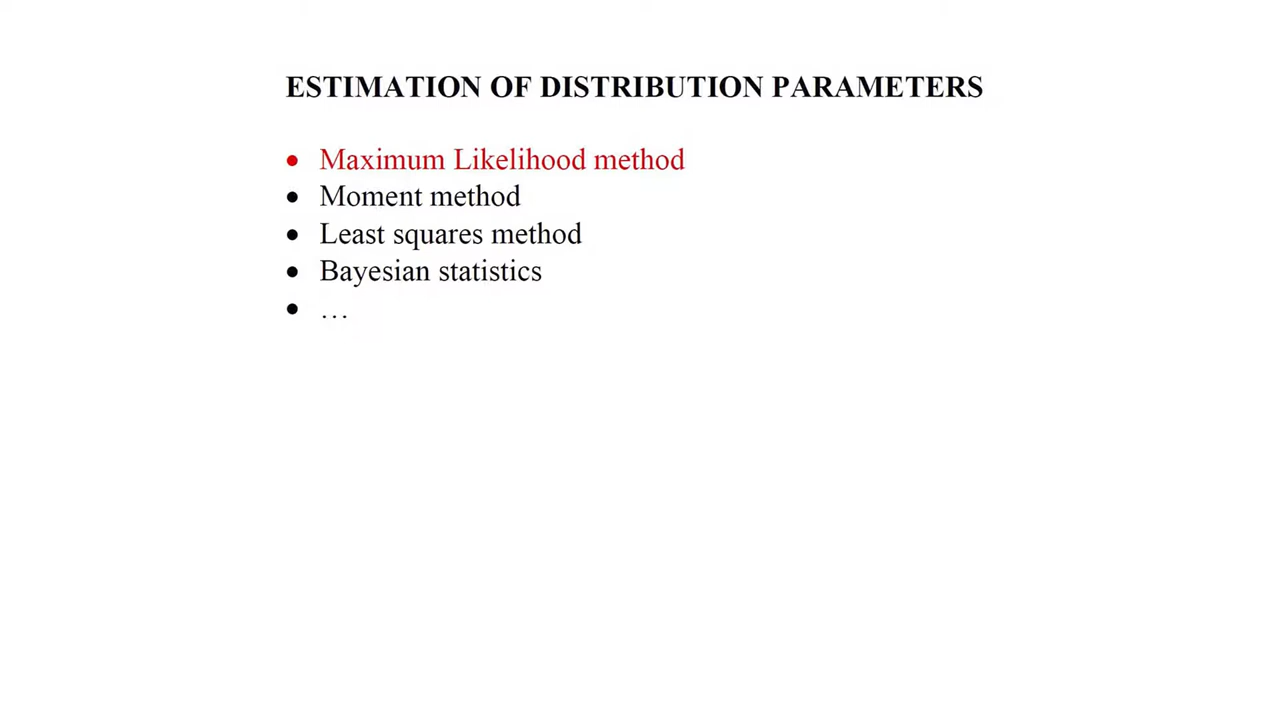 ESTIMATION OF DISTRIBUTION PARAMETERS
• Maximum Likelihood method
• Moment method
• Least squares method
• Bayesian statistics
• …